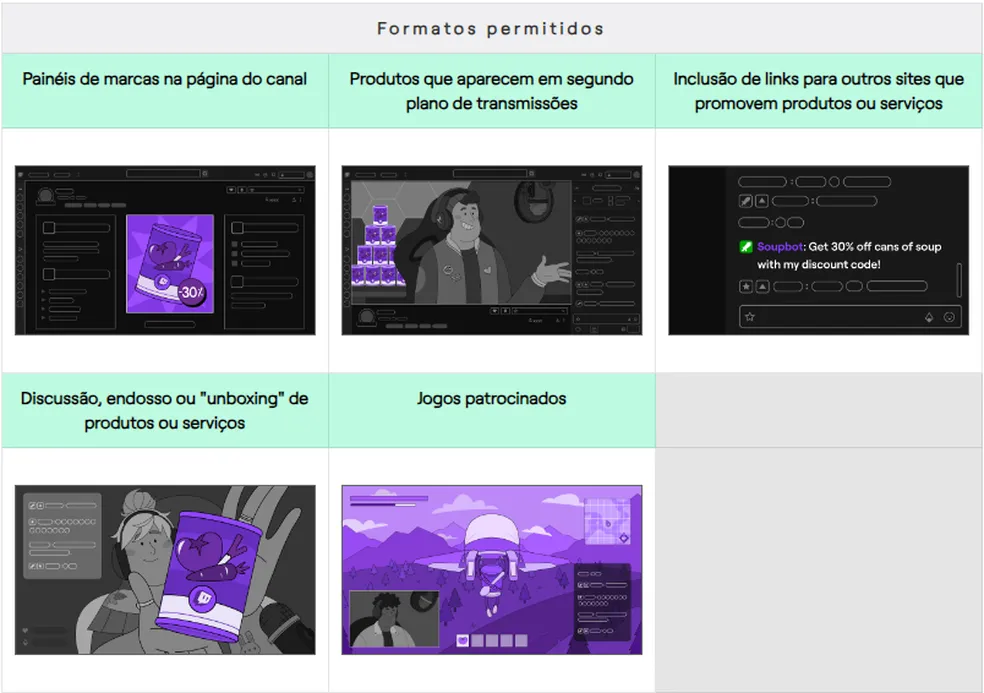 Formatos permitidos
Painéis de marcas na página do canal
Produtos que aparecem em segundo
plano de transmissões
Inclusão de links para outros sites que
promovem produtos ou serviços
-30%
Soupbot: Get 30% off cans of soup
with my discount code!
Discussão, endosso ou "unboxing" de
produtos ou serviços
Jogos patrocinados